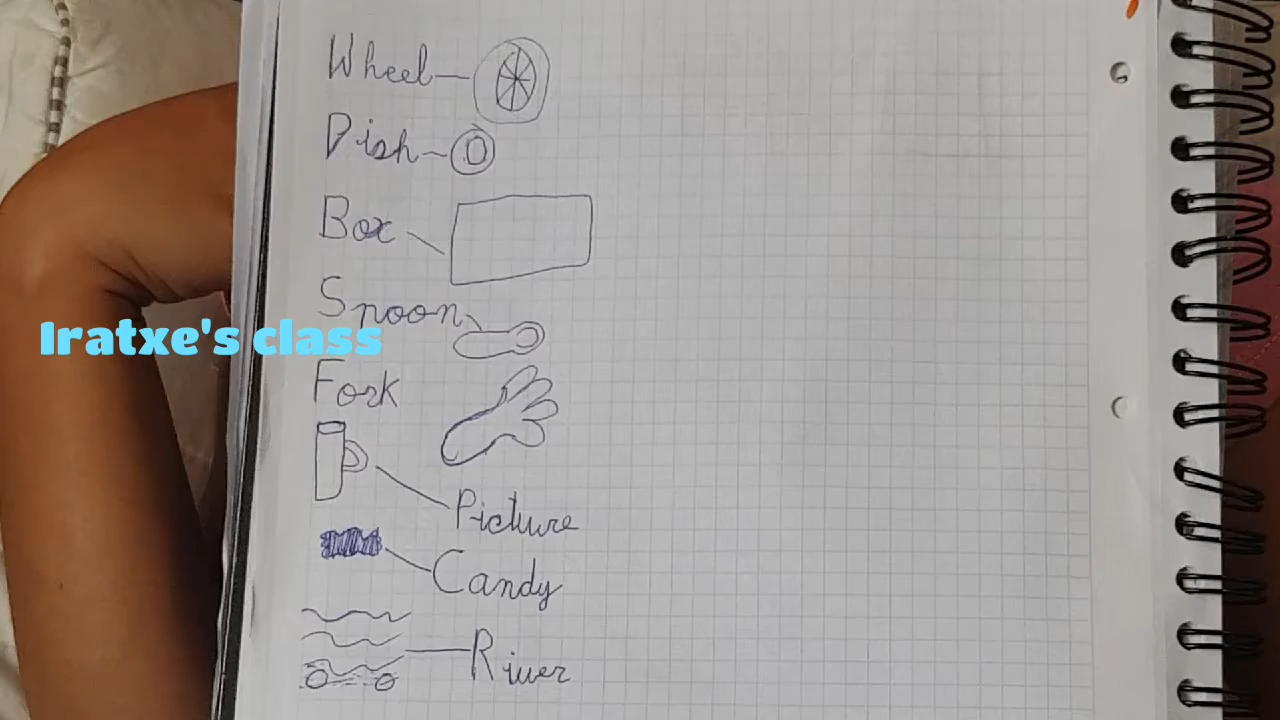 Wheel
Dish
Box
Spoon
Iratxe's class
Fork
Picture
Candy
River